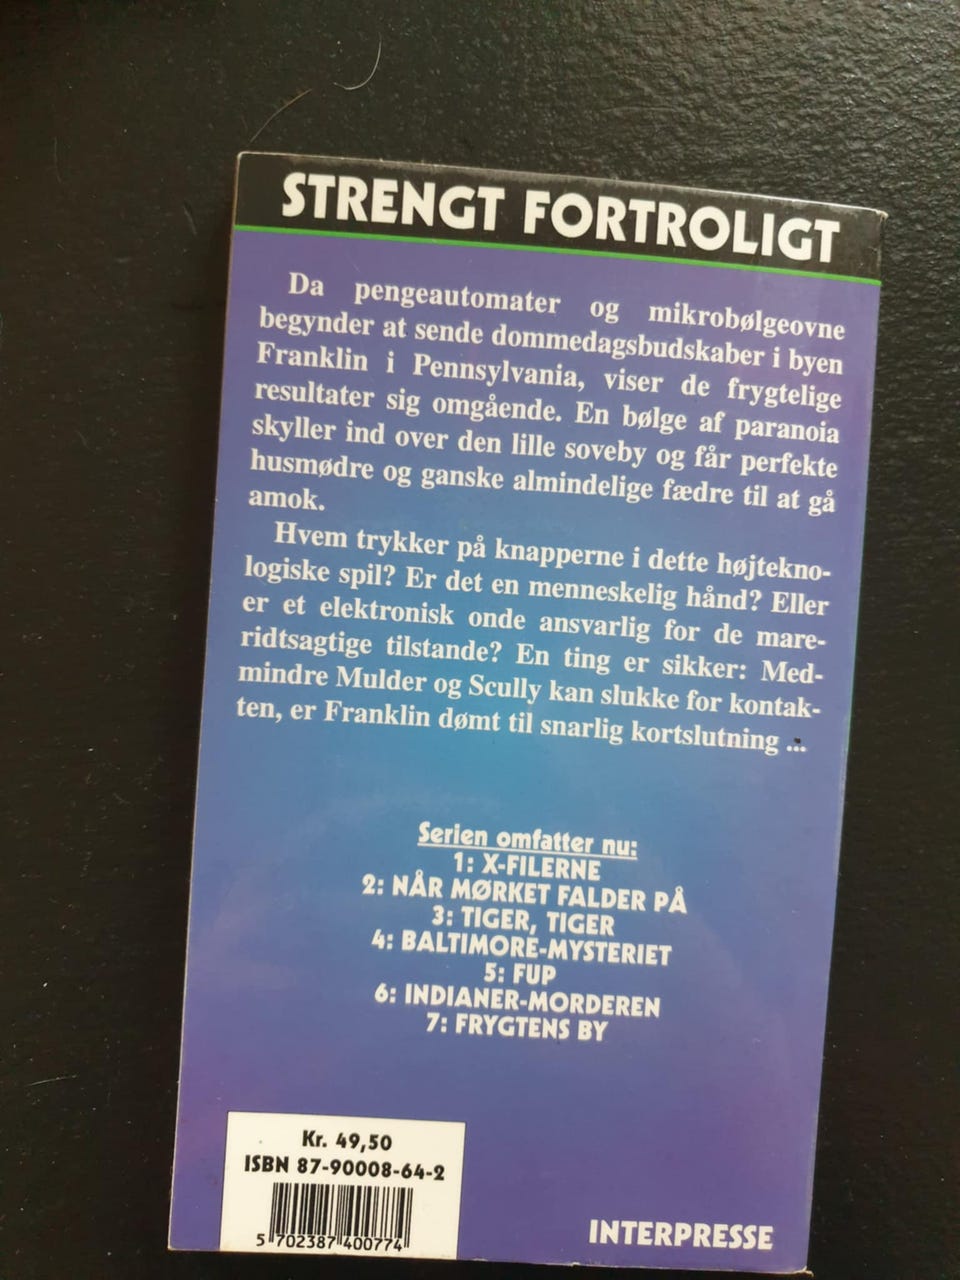 STRENGT FORTROLIGT
Da pengeautomater og mikrobølgeovne
begynder at sende dommedagsbudskaber i byen
Franklin i Pennsylvania, viser de frygtelige
resultater sig omgående. En bølge af paranoia
skyller ind over den lille soveby og får perfekte
husmødre og ganske almindelige fædre til at gå
amok.
Hvem trykker på knapperne i dette højtekno-
logiske spil? Er det en menneskelig hånd? Eller
er et elektronisk onde ansvarlig for de mare-
ridtsagtige tilstande? En ting er sikker: Med-
mindre Mulder og Scully kan slukke for kontak-
ten, er Franklin dømt til snarlig kortslutning ...
Serien omfatter nu:
1: X-FILERNE
2: NÅR MØRKET FALDER PÅ
3: TIGER, TIGER
4: BALTIMORE-MYSTERIET
5: FUP
6: INDIANER-MORDEREN
7: FRYGTENS BY
Kr. 49,50
ISBN 87-90008-64-2
5 702387 400774
INTERPRESSE